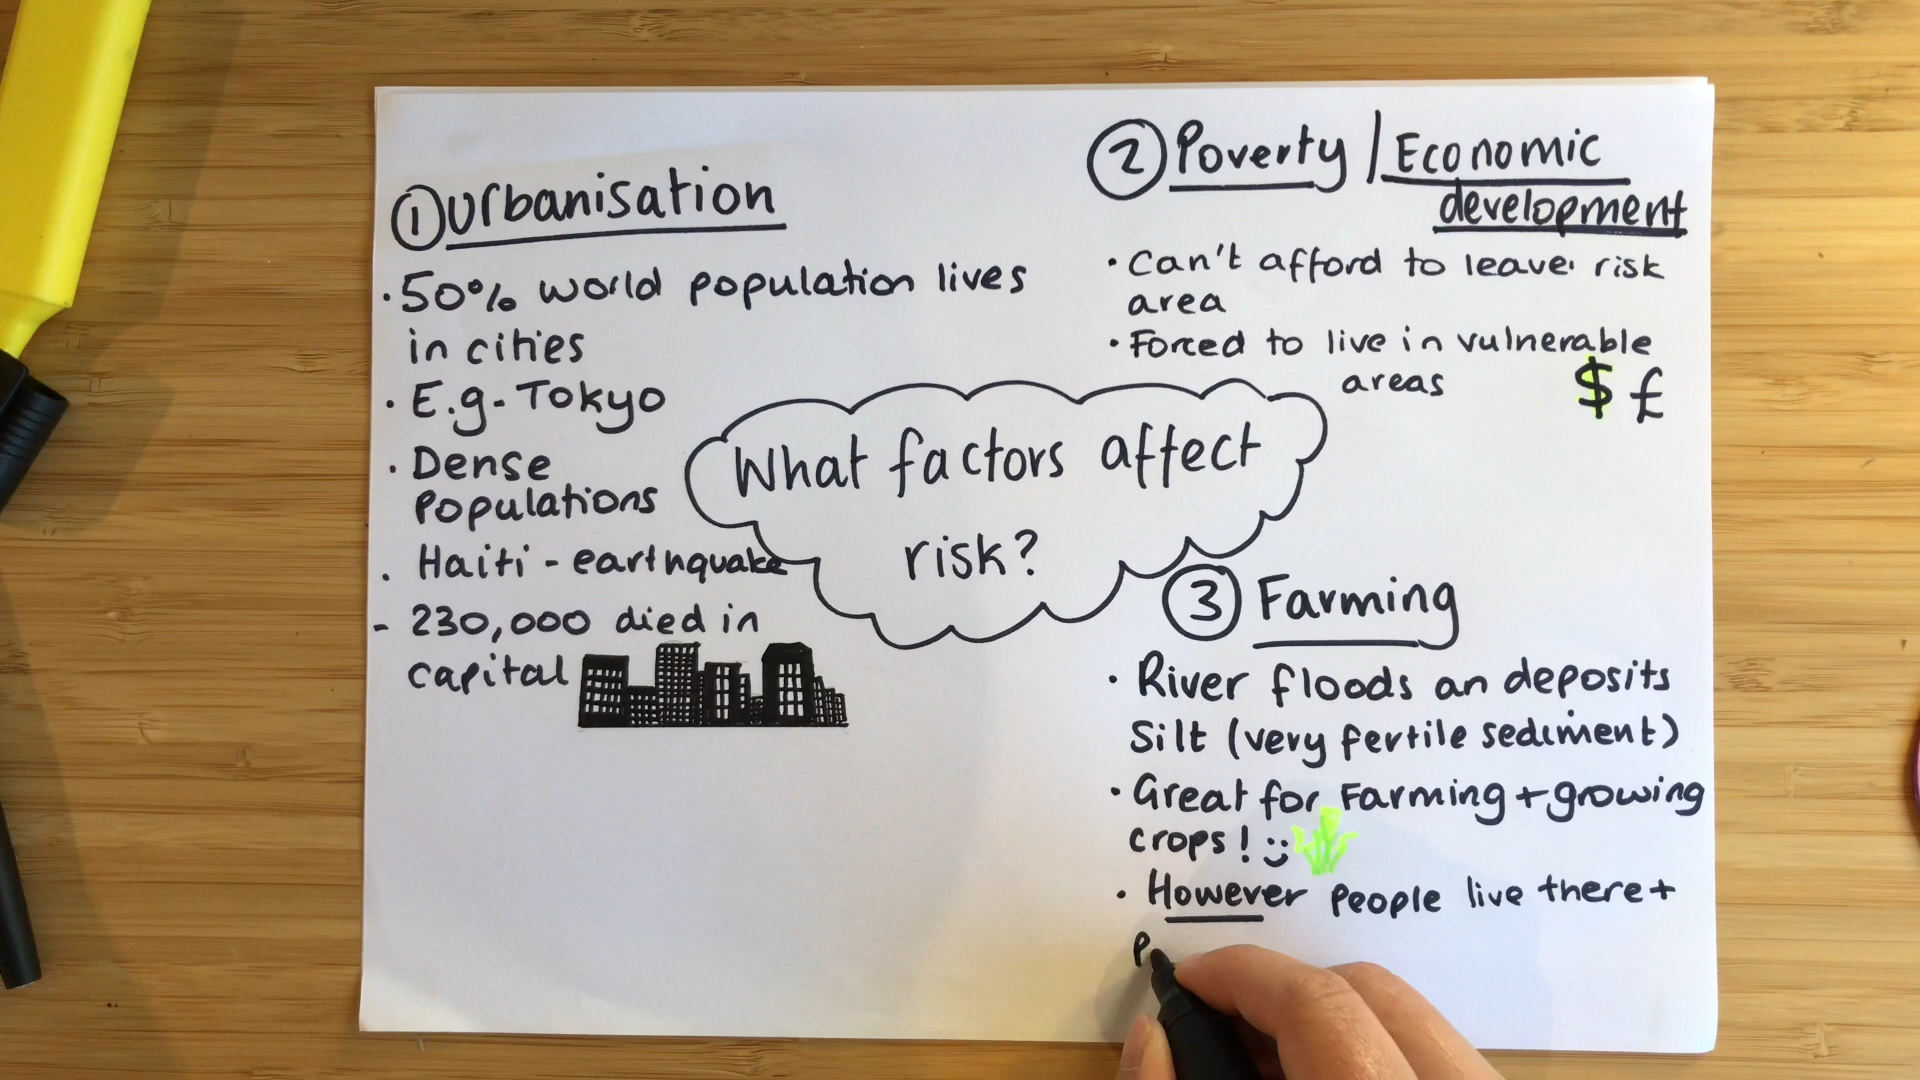 ① Urbanisation
· 50% world population lives
in cities
· E.g. - Tokyo
· Dense
Populations
· Haiti - earthquake
- 230,000 died in
capital
What factors affect
risk?
② Poverty / Economic
development
· Can't afford to leave risk
area
· Forced to live in vulnerable
areas
$ £
③ Farming
· River floods an deposits
Silt (very fertile sediment)
· Great for Farming + growing
crops! :)
· However People live there +
P